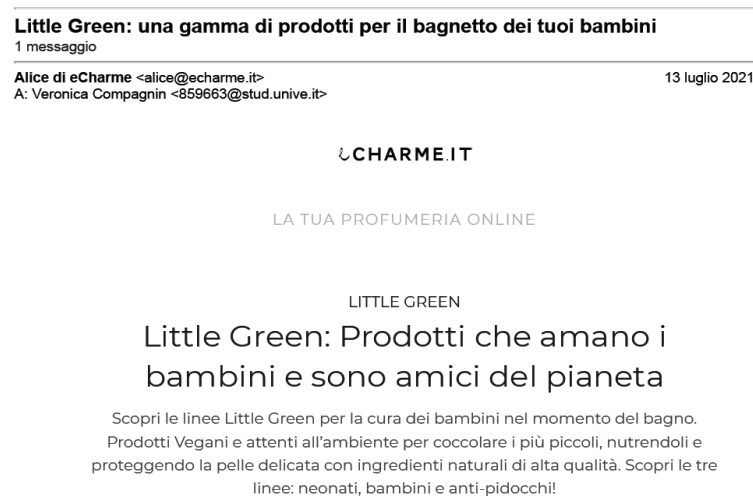 Little Green: una gamma di prodotti per il bagnetto dei tuoi bambini
1 messaggio
Alice di eCharme <alice@echarme.it> 13 luglio 2021
A: Veronica Compagnin <859663@stud.unive.it>
eCHARME.IT
LA TUA PROFUMERIA ONLINE
LITTLE GREEN
Little Green: Prodotti che amano i
bambini e sono amici del pianeta
Scopri le linee Little Green per la cura dei bambini nel momento del bagno.
Prodotti Vegani e attenti all’ambiente per coccolare i più piccoli, nutrendoli e
proteggendo la pelle delicata con ingredienti naturali di alta qualità. Scopri le tre
linee: neonati, bambini e anti-pidocchi!